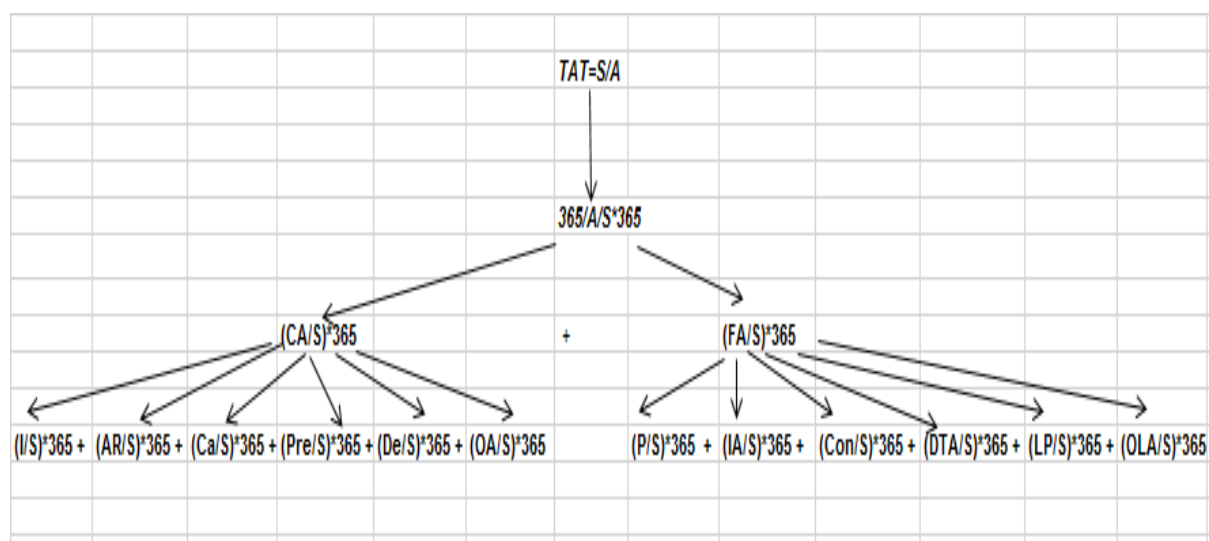 TAT=S/A
365/A/S*365
(CA/S)*365 + (FA/S)*365
(I/S)*365 + (AR/S)*365 + (Ca/S)*365 + (Pre/S)*365 + (De/S)*365 + (OA/S)*365 (P/S)*365 + (IA/S)*365 + (Con/S)*365 + (DTA/S)*365 + (LP/S)*365 + (OLA/S)*365